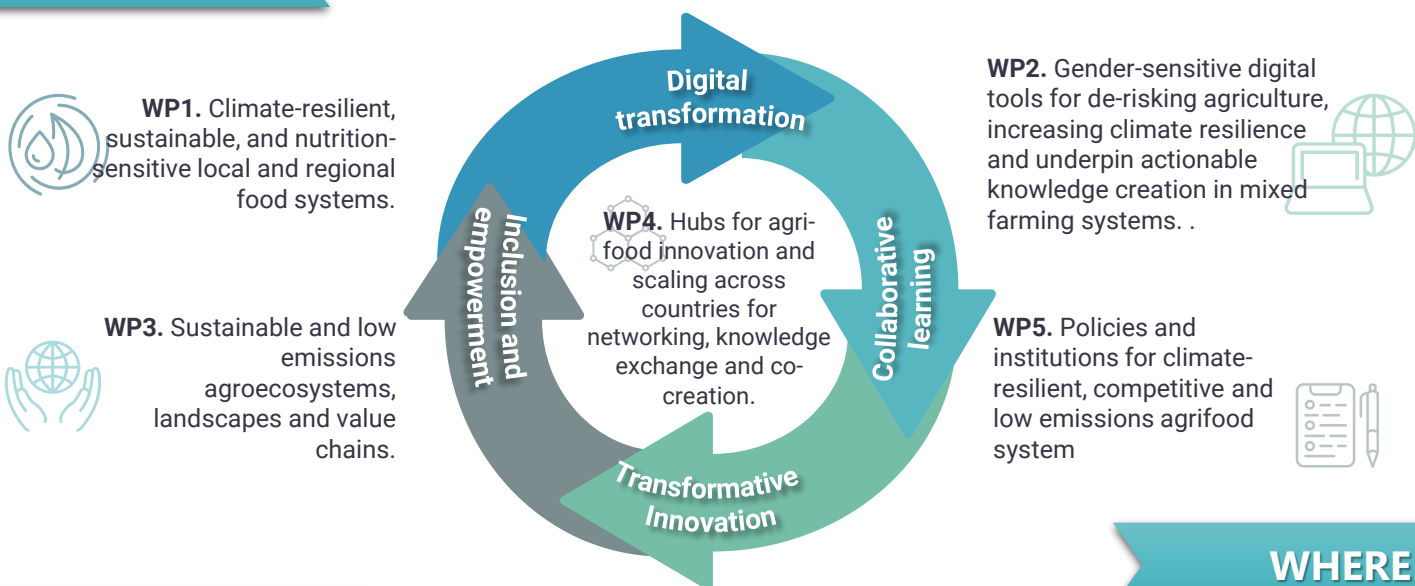 WP1. Climate-resilient,
sustainable, and nutrition-
sensitive local and regional
food systems.
Digital
transformation
WP2. Gender-sensitive digital
tools for de-risking agriculture,
increasing climate resilience
and underpin actionable
knowledge creation in mixed
farming systems. .
Inclusion and
empowerment
WP4. Hubs for agri-
food innovation and
scaling across
countries for
networking, knowledge
exchange and co-
creation.
Collaborative
learning
WP3. Sustainable and low
emissions
agroecosystems,
landscapes and value
chains.
WP5. Policies and
institutions for climate-
resilient, competitive and
low emissions agrifood
system
Transformative
Innovation
WHERE